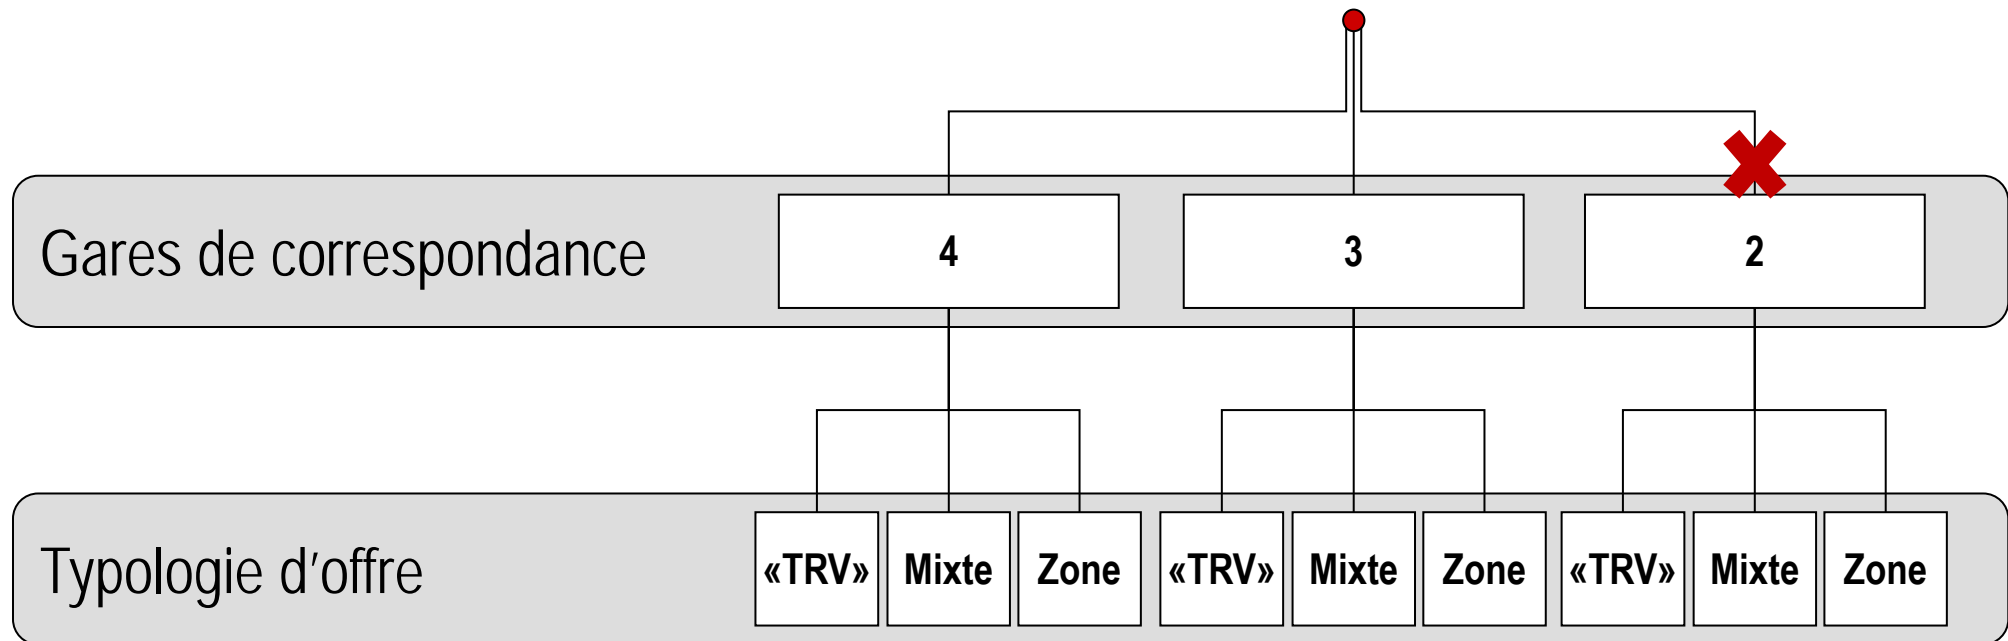 Gares de correspondance
4
3
2
Typologie d’offre
«TRV»
Mixte
Zone
«TRV»
Mixte
Zone
«TRV»
Mixte
Zone